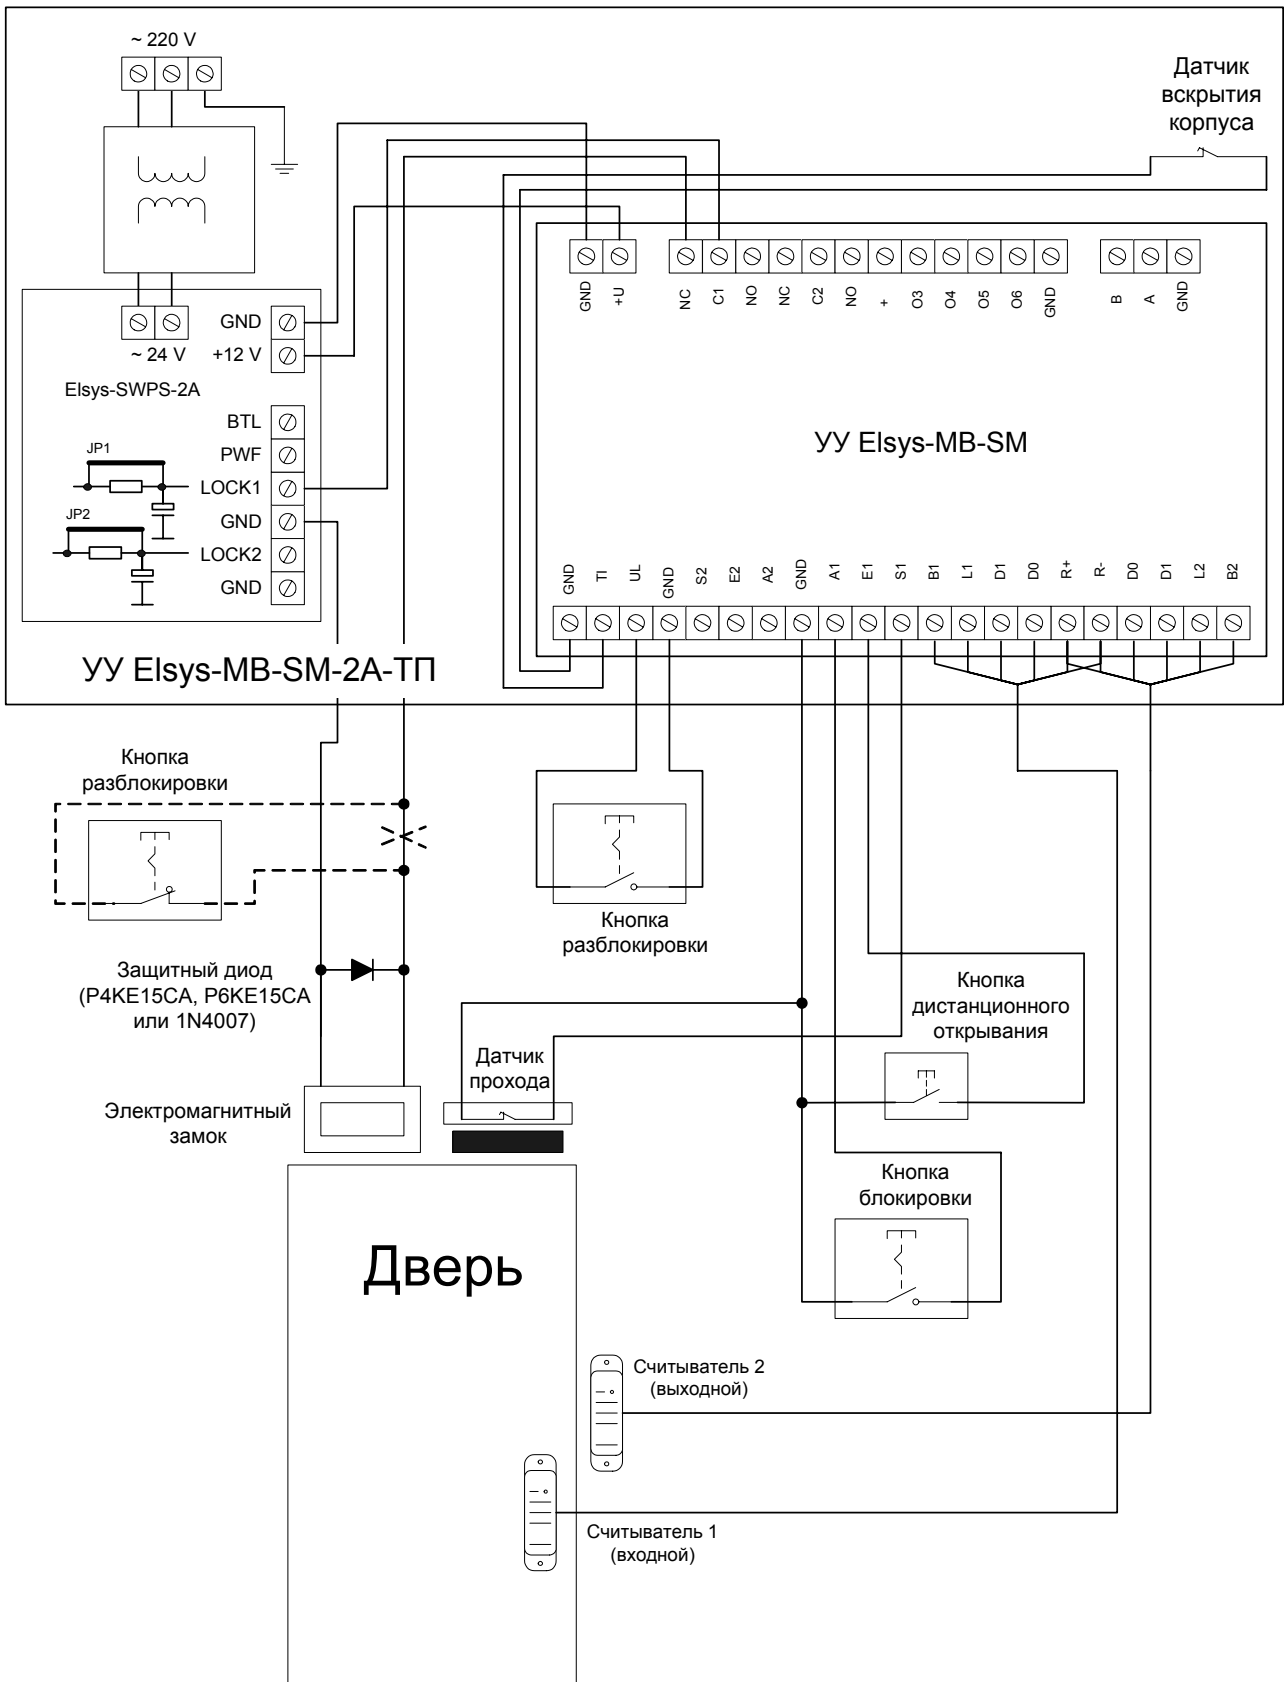 ~ 220 V
Датчик
вскрытия
корпуса
GND
+U
NC
C1
NO
NC
C2
NO
+
O3
O4
O5
O6
GND
B
A
GND
~ 24 V
GND
+12 V
Elsys-SWPS-2A
BTL
PWF
JP1
LOCK1
GND
JP2
LOCK2
GND
УУ Elsys-MB-SM
GND
TI
UL
GND
S2
E2
A2
GND
A1
E1
S1
B1
L1
D1
D0
R+
R-
D0
D1
L2
B2
УУ Elsys-MB-SM-2A-ТП
Кнопка
разблокировки
Кнопка
разблокировки
Защитный диод
(P4KE15CA, P6KE15CA
или 1N4007)
Кнопка
дистанционного
открывания
Датчик
прохода
Электромагнитный
замок
Кнопка
блокировки
Дверь
Считыватель 2
(выходной)
Считыватель 1
(входной)